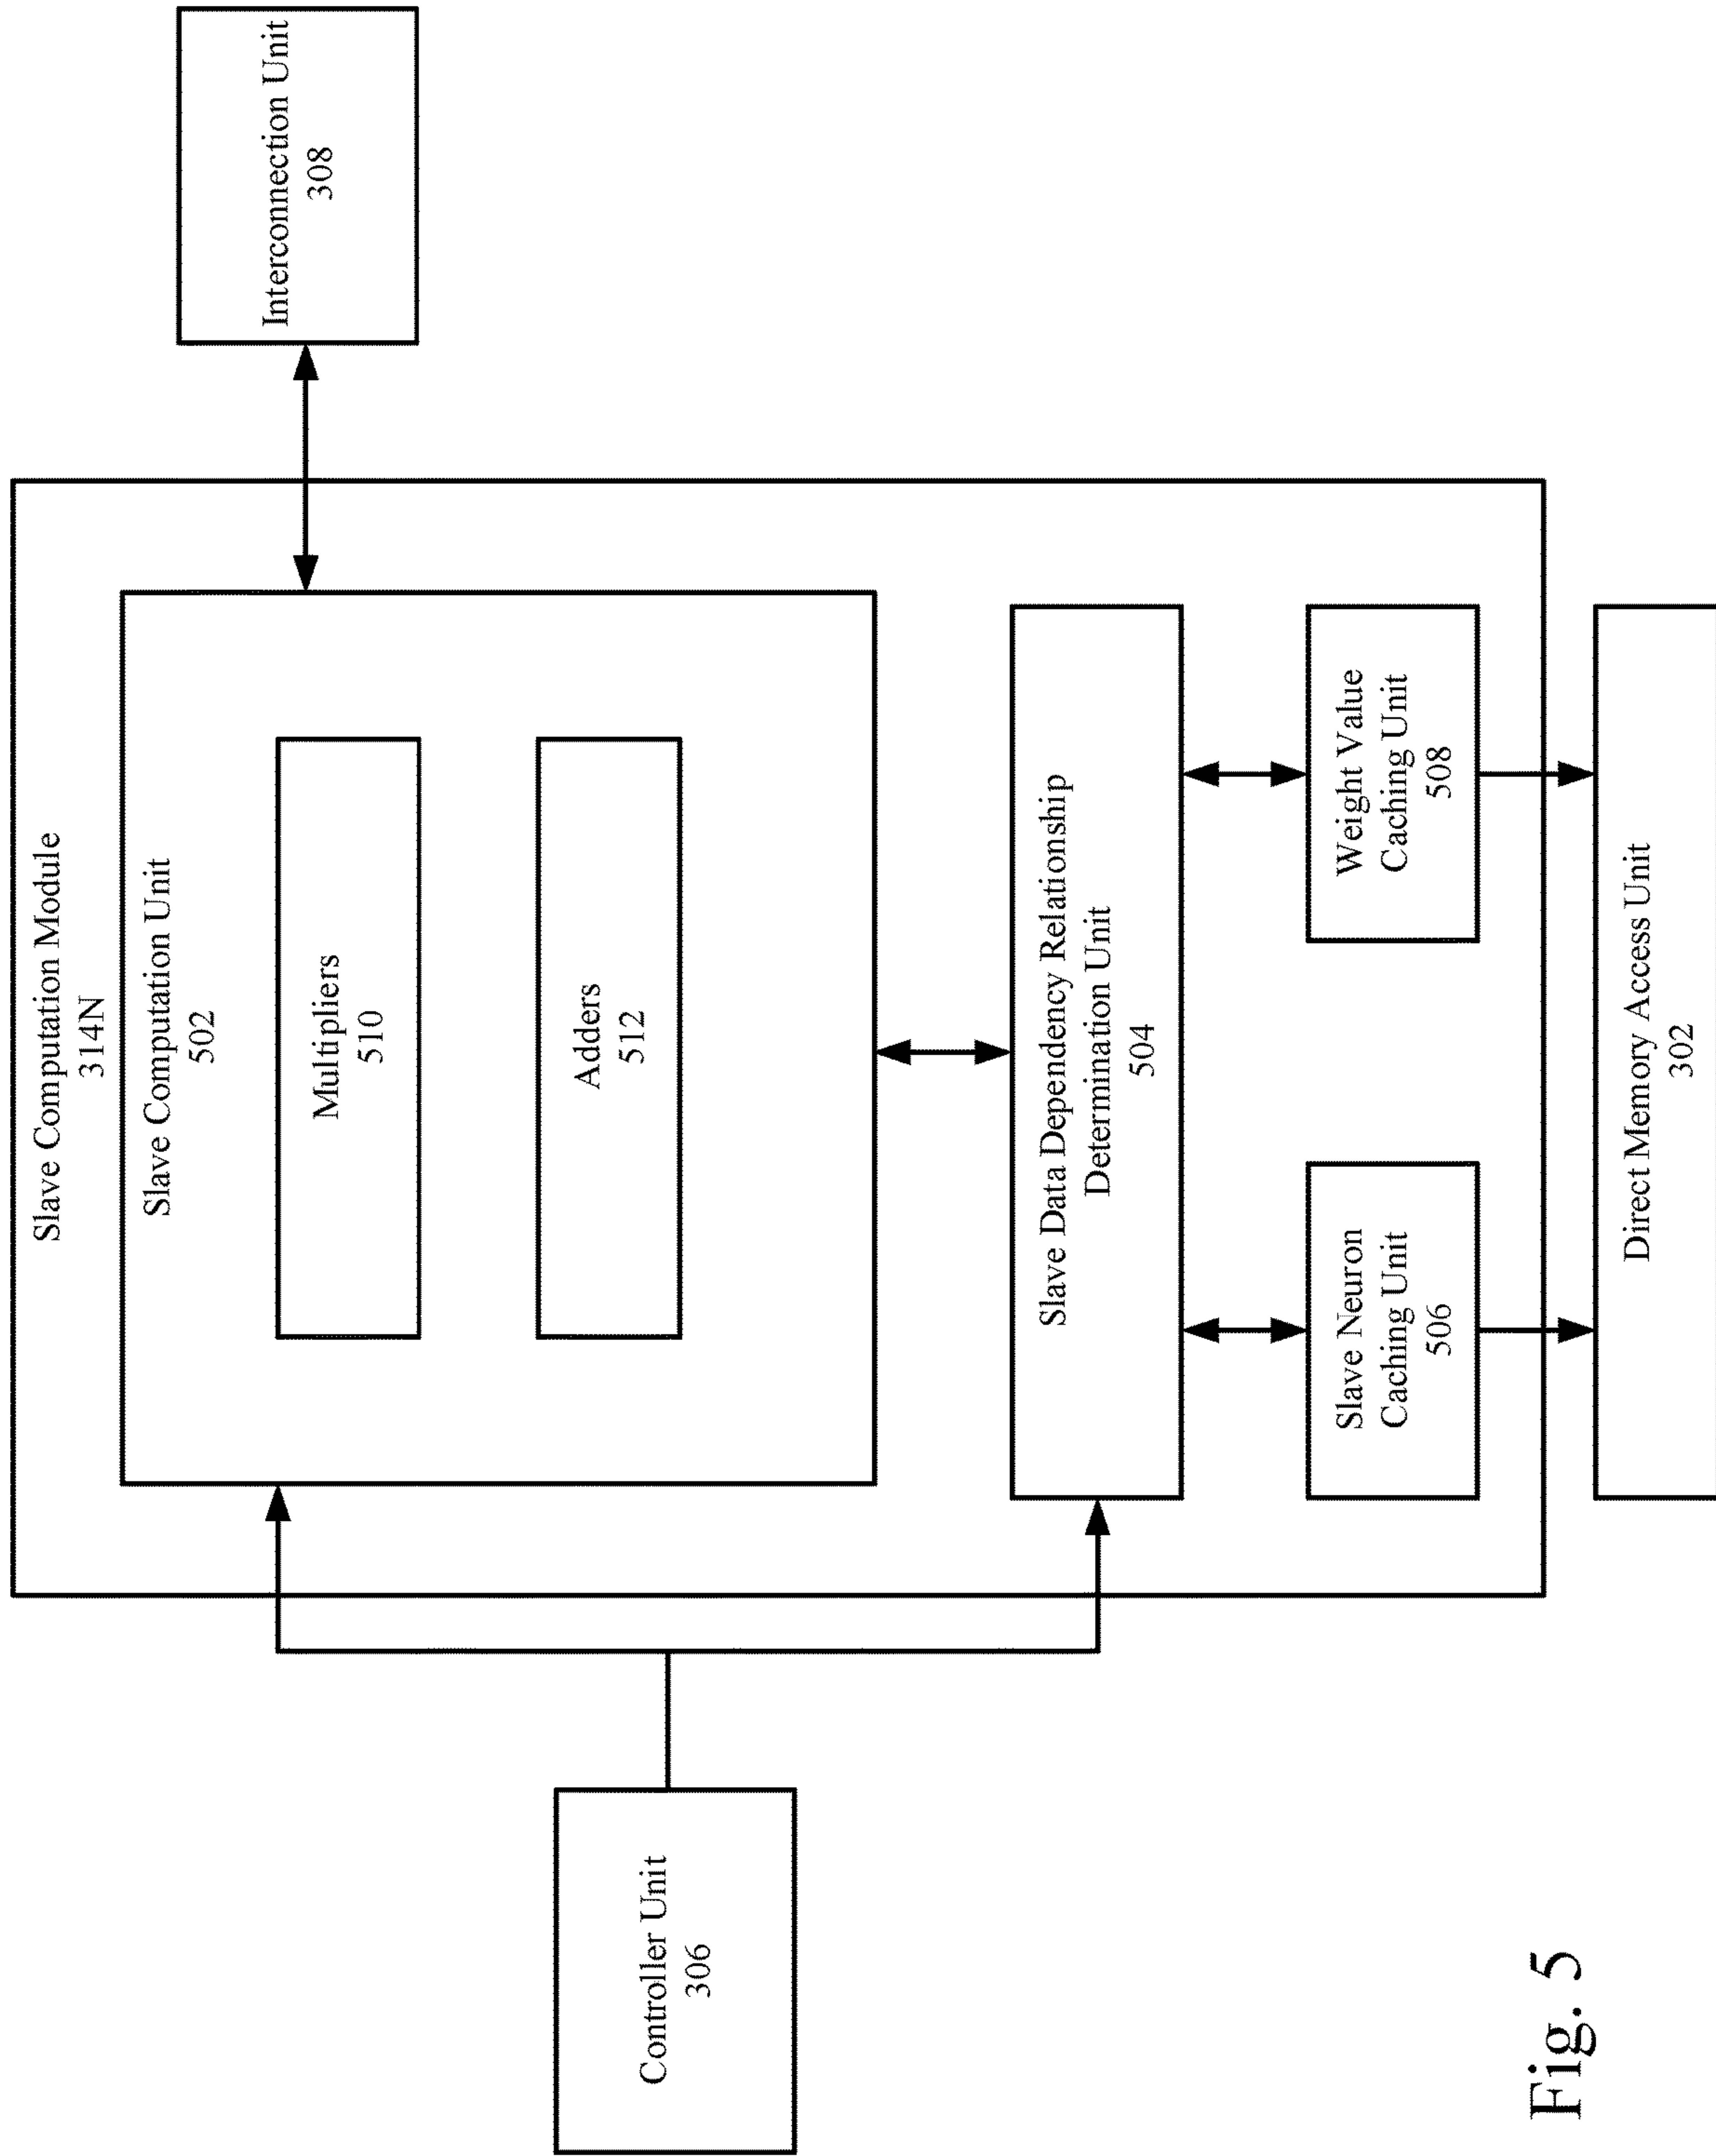 Slave Computation Module
314N
Slave Computation Unit
502
Multipliers
510
Adders
512
Interconnection Unit
308
Controller Unit
306
Slave Data Dependency Relationship
Determination Unit
504
Slave Neuron
Caching Unit
506
Weight Value
Caching Unit
508
Direct Memory Access Unit
302
Fig. 5